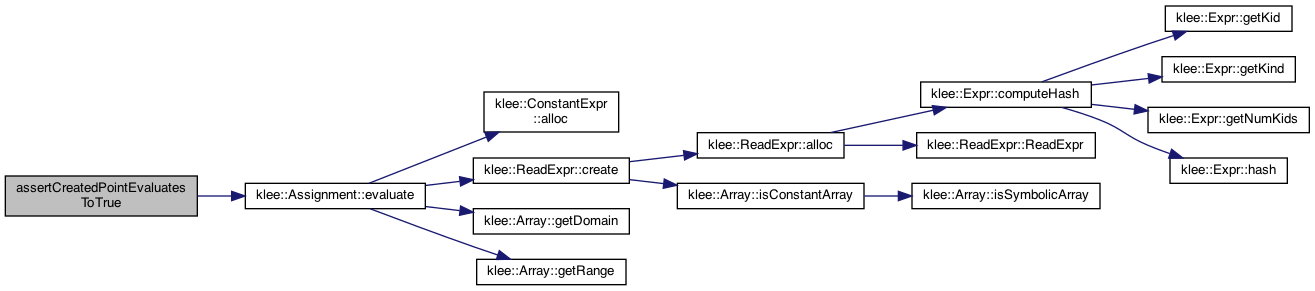 assertCreatedPointEvaluates
ToTrue
klee::Assignment::evaluate
klee::ConstantExpr
::alloc
klee::ReadExpr::create
klee::Array::getDomain
klee::Array::getRange
klee::ReadExpr::alloc
klee::Array::isConstantArray
klee::Expr::computeHash
klee::ReadExpr::ReadExpr
klee::Array::isSymbolicArray
klee::Expr::getKid
klee::Expr::getKind
klee::Expr::getNumKids
klee::Expr::hash